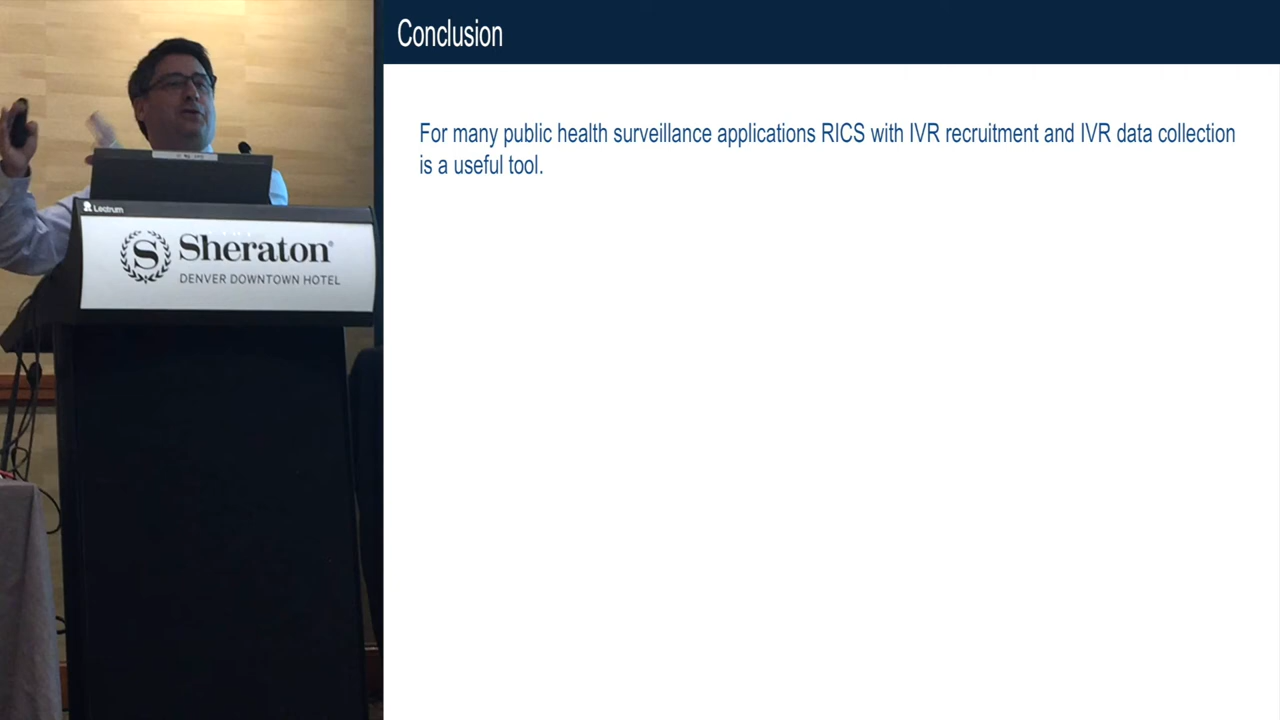 Conclusion
For many public health surveillance applications RICS with IVR recruitment and IVR data collection
is a useful tool.
Lectrum
S Sheraton®
DENVER DOWNTOWN HOTEL